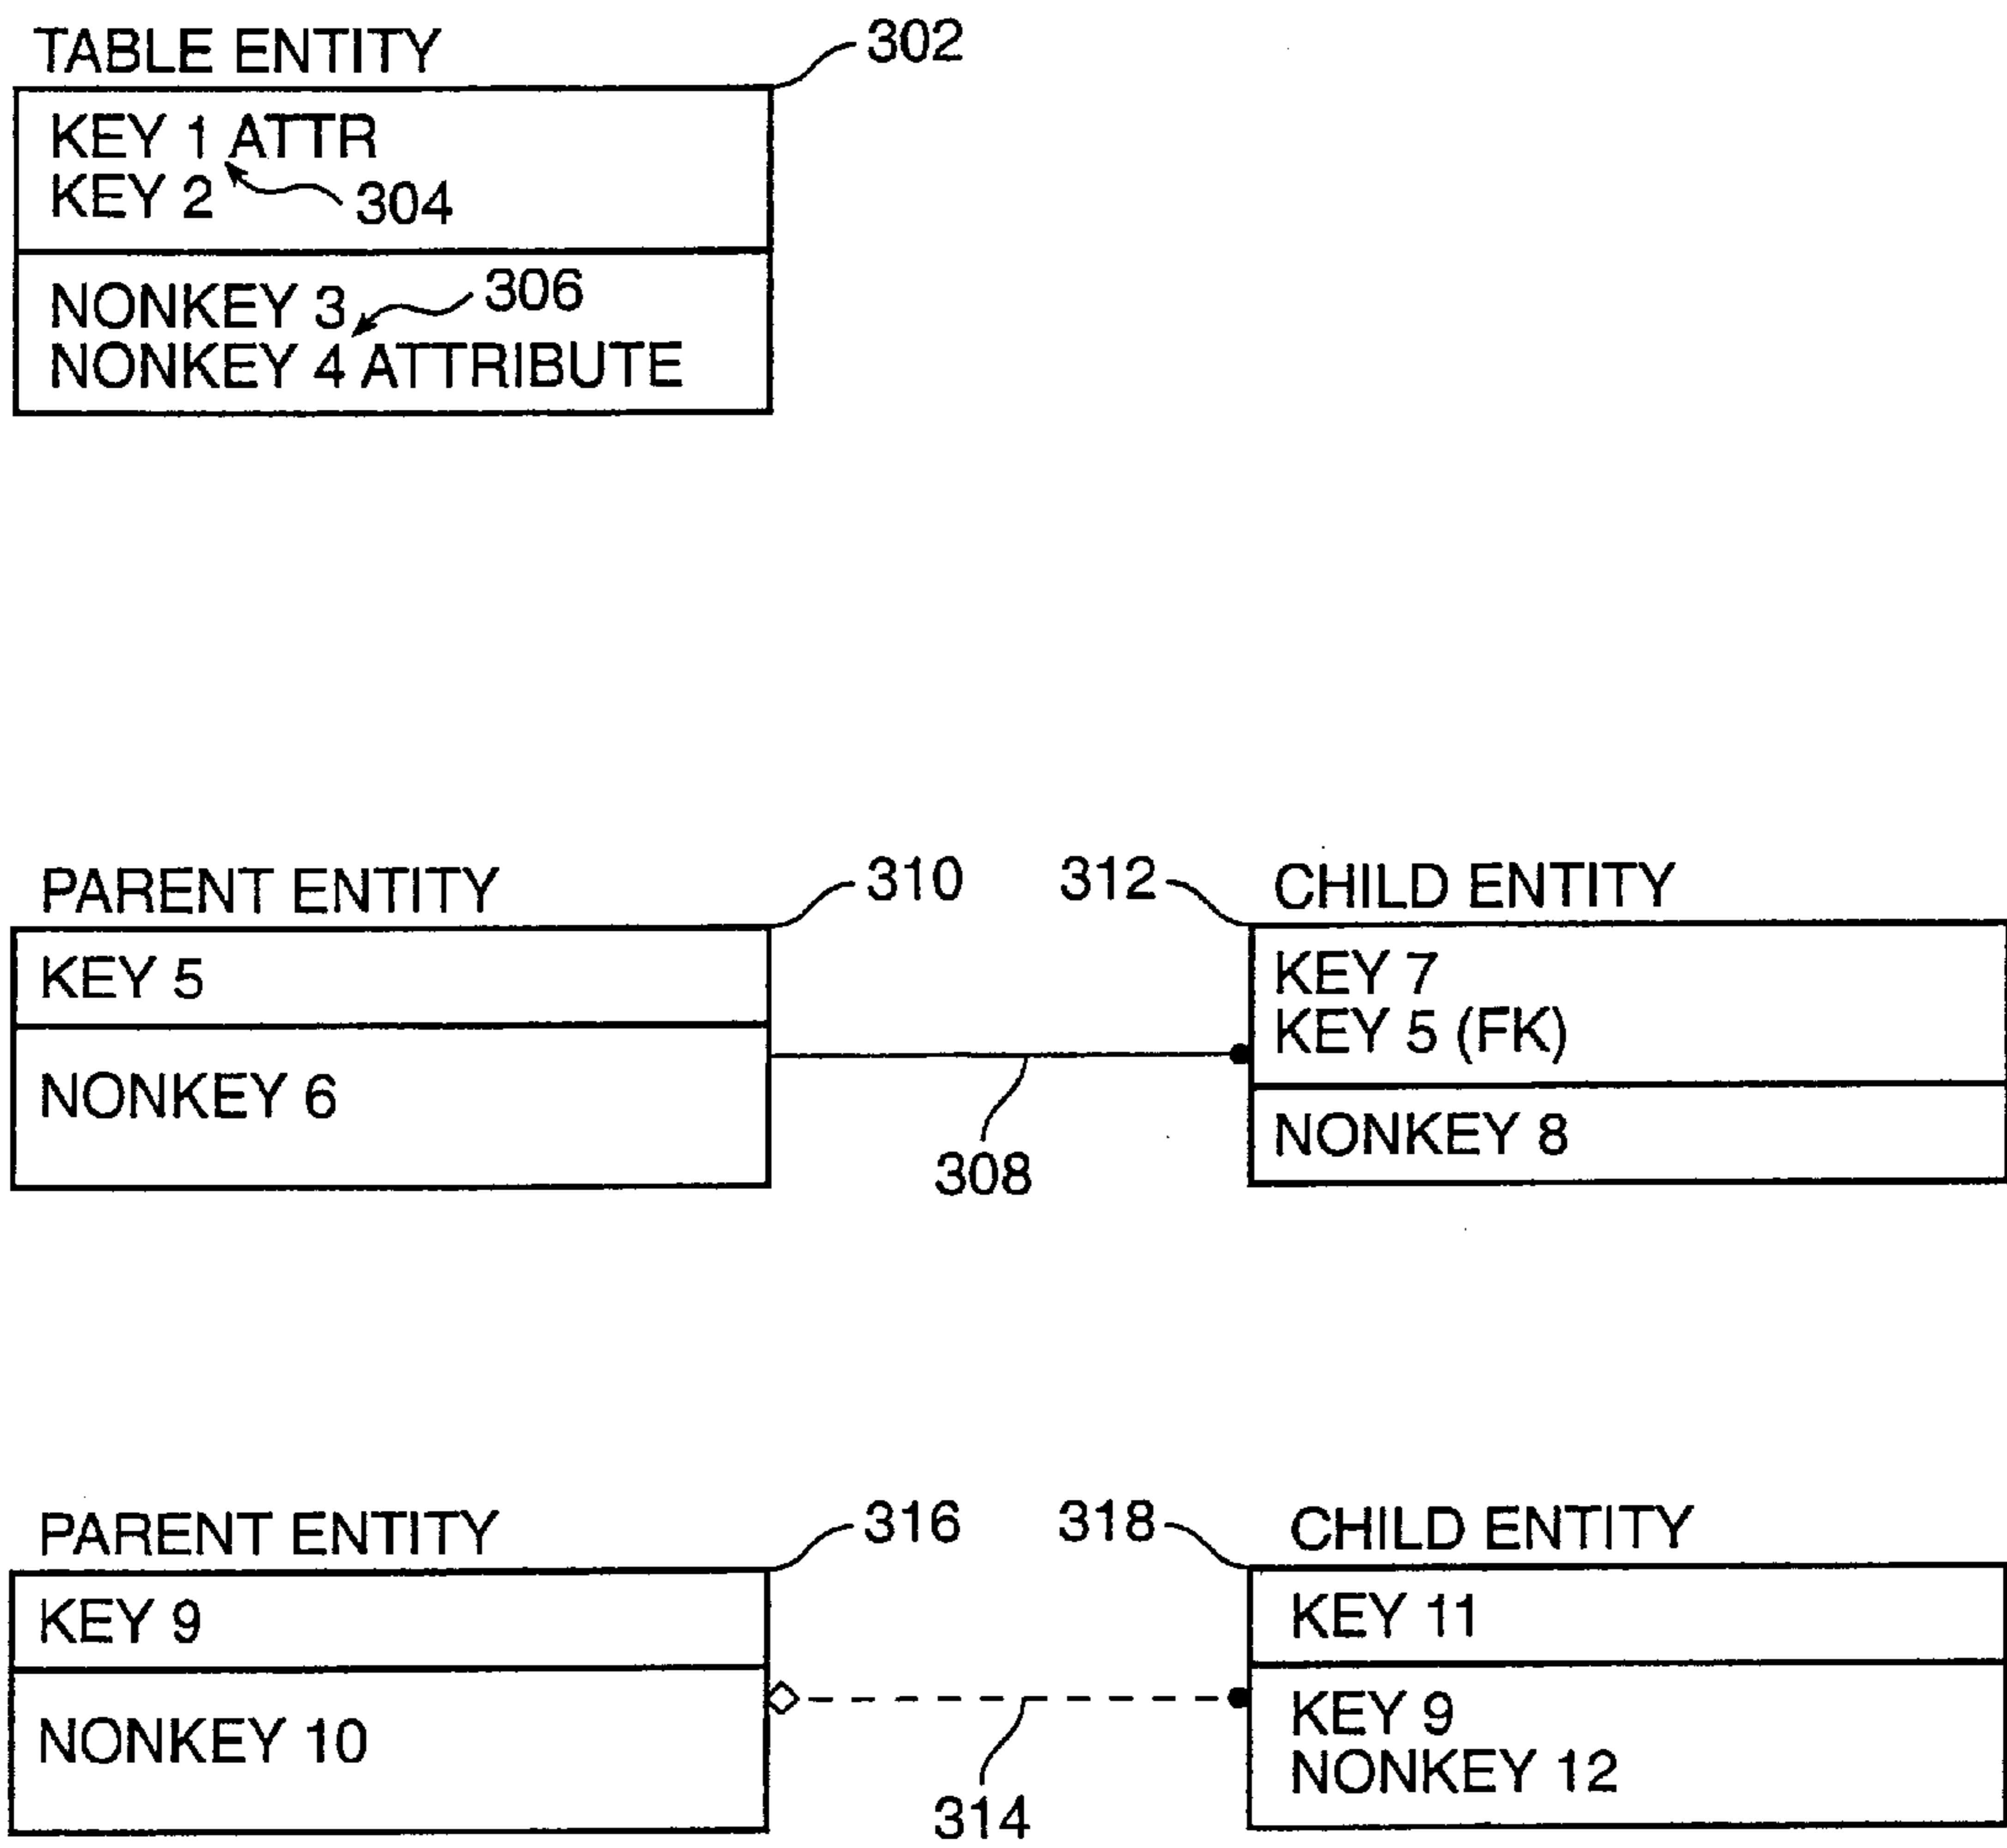 TABLE ENTITY
302
KEY 1 ATTR
KEY 2
304
NONKEY 3
306
NONKEY 4 ATTRIBUTE
PARENT ENTITY
310
312
CHILD ENTITY
KEY 5
NONKEY 6
KEY 7
KEY 5 (FK)
NONKEY 8
308
PARENT ENTITY
316
318
CHILD ENTITY
KEY 9
NONKEY 10
KEY 11
KEY 9
NONKEY 12
314